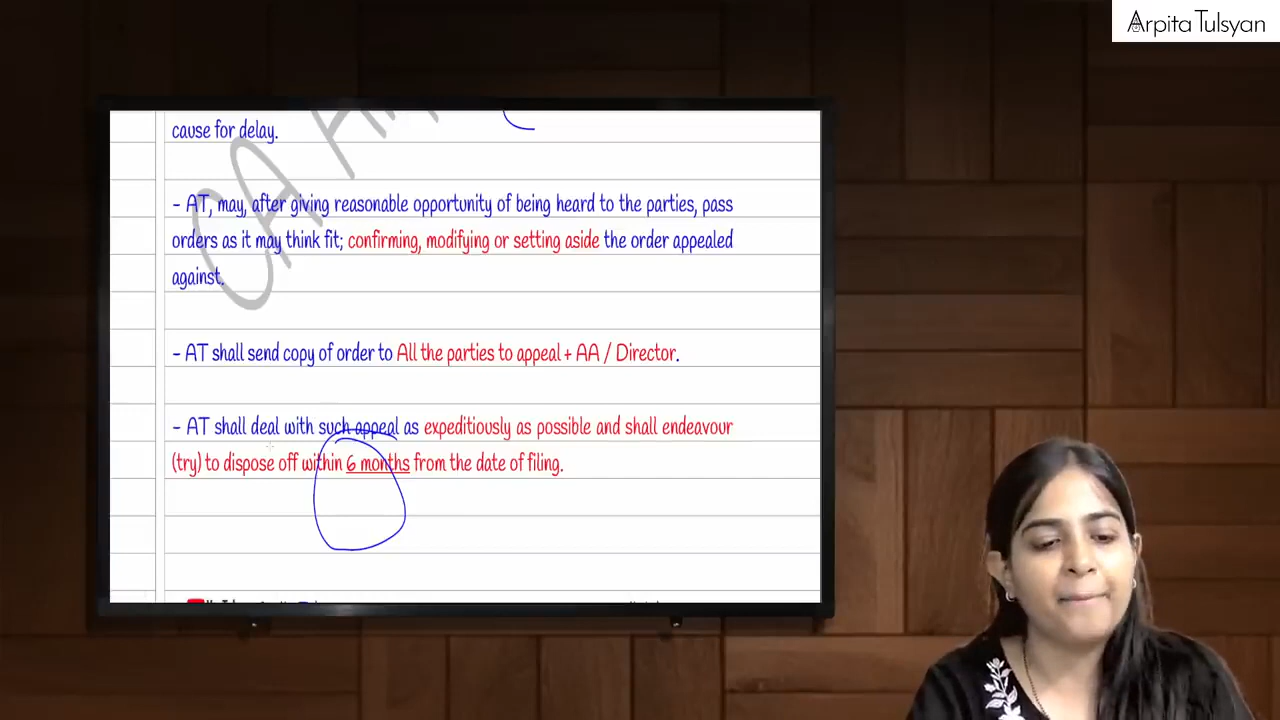 Arpita Tulsyan
cause for delay.
- AT, may, after giving reasonable opportunity of being heard to the parties, pass
orders as it may think fit; confirming, modifying or setting aside the order appealed
against.
- AT shall send copy of order to All the parties to appeal + AA / Director.
- AT shall deal with such appeal as expeditiously as possible and shall endeavour
(try) to dispose off within 6 months from the date of filing.
CA